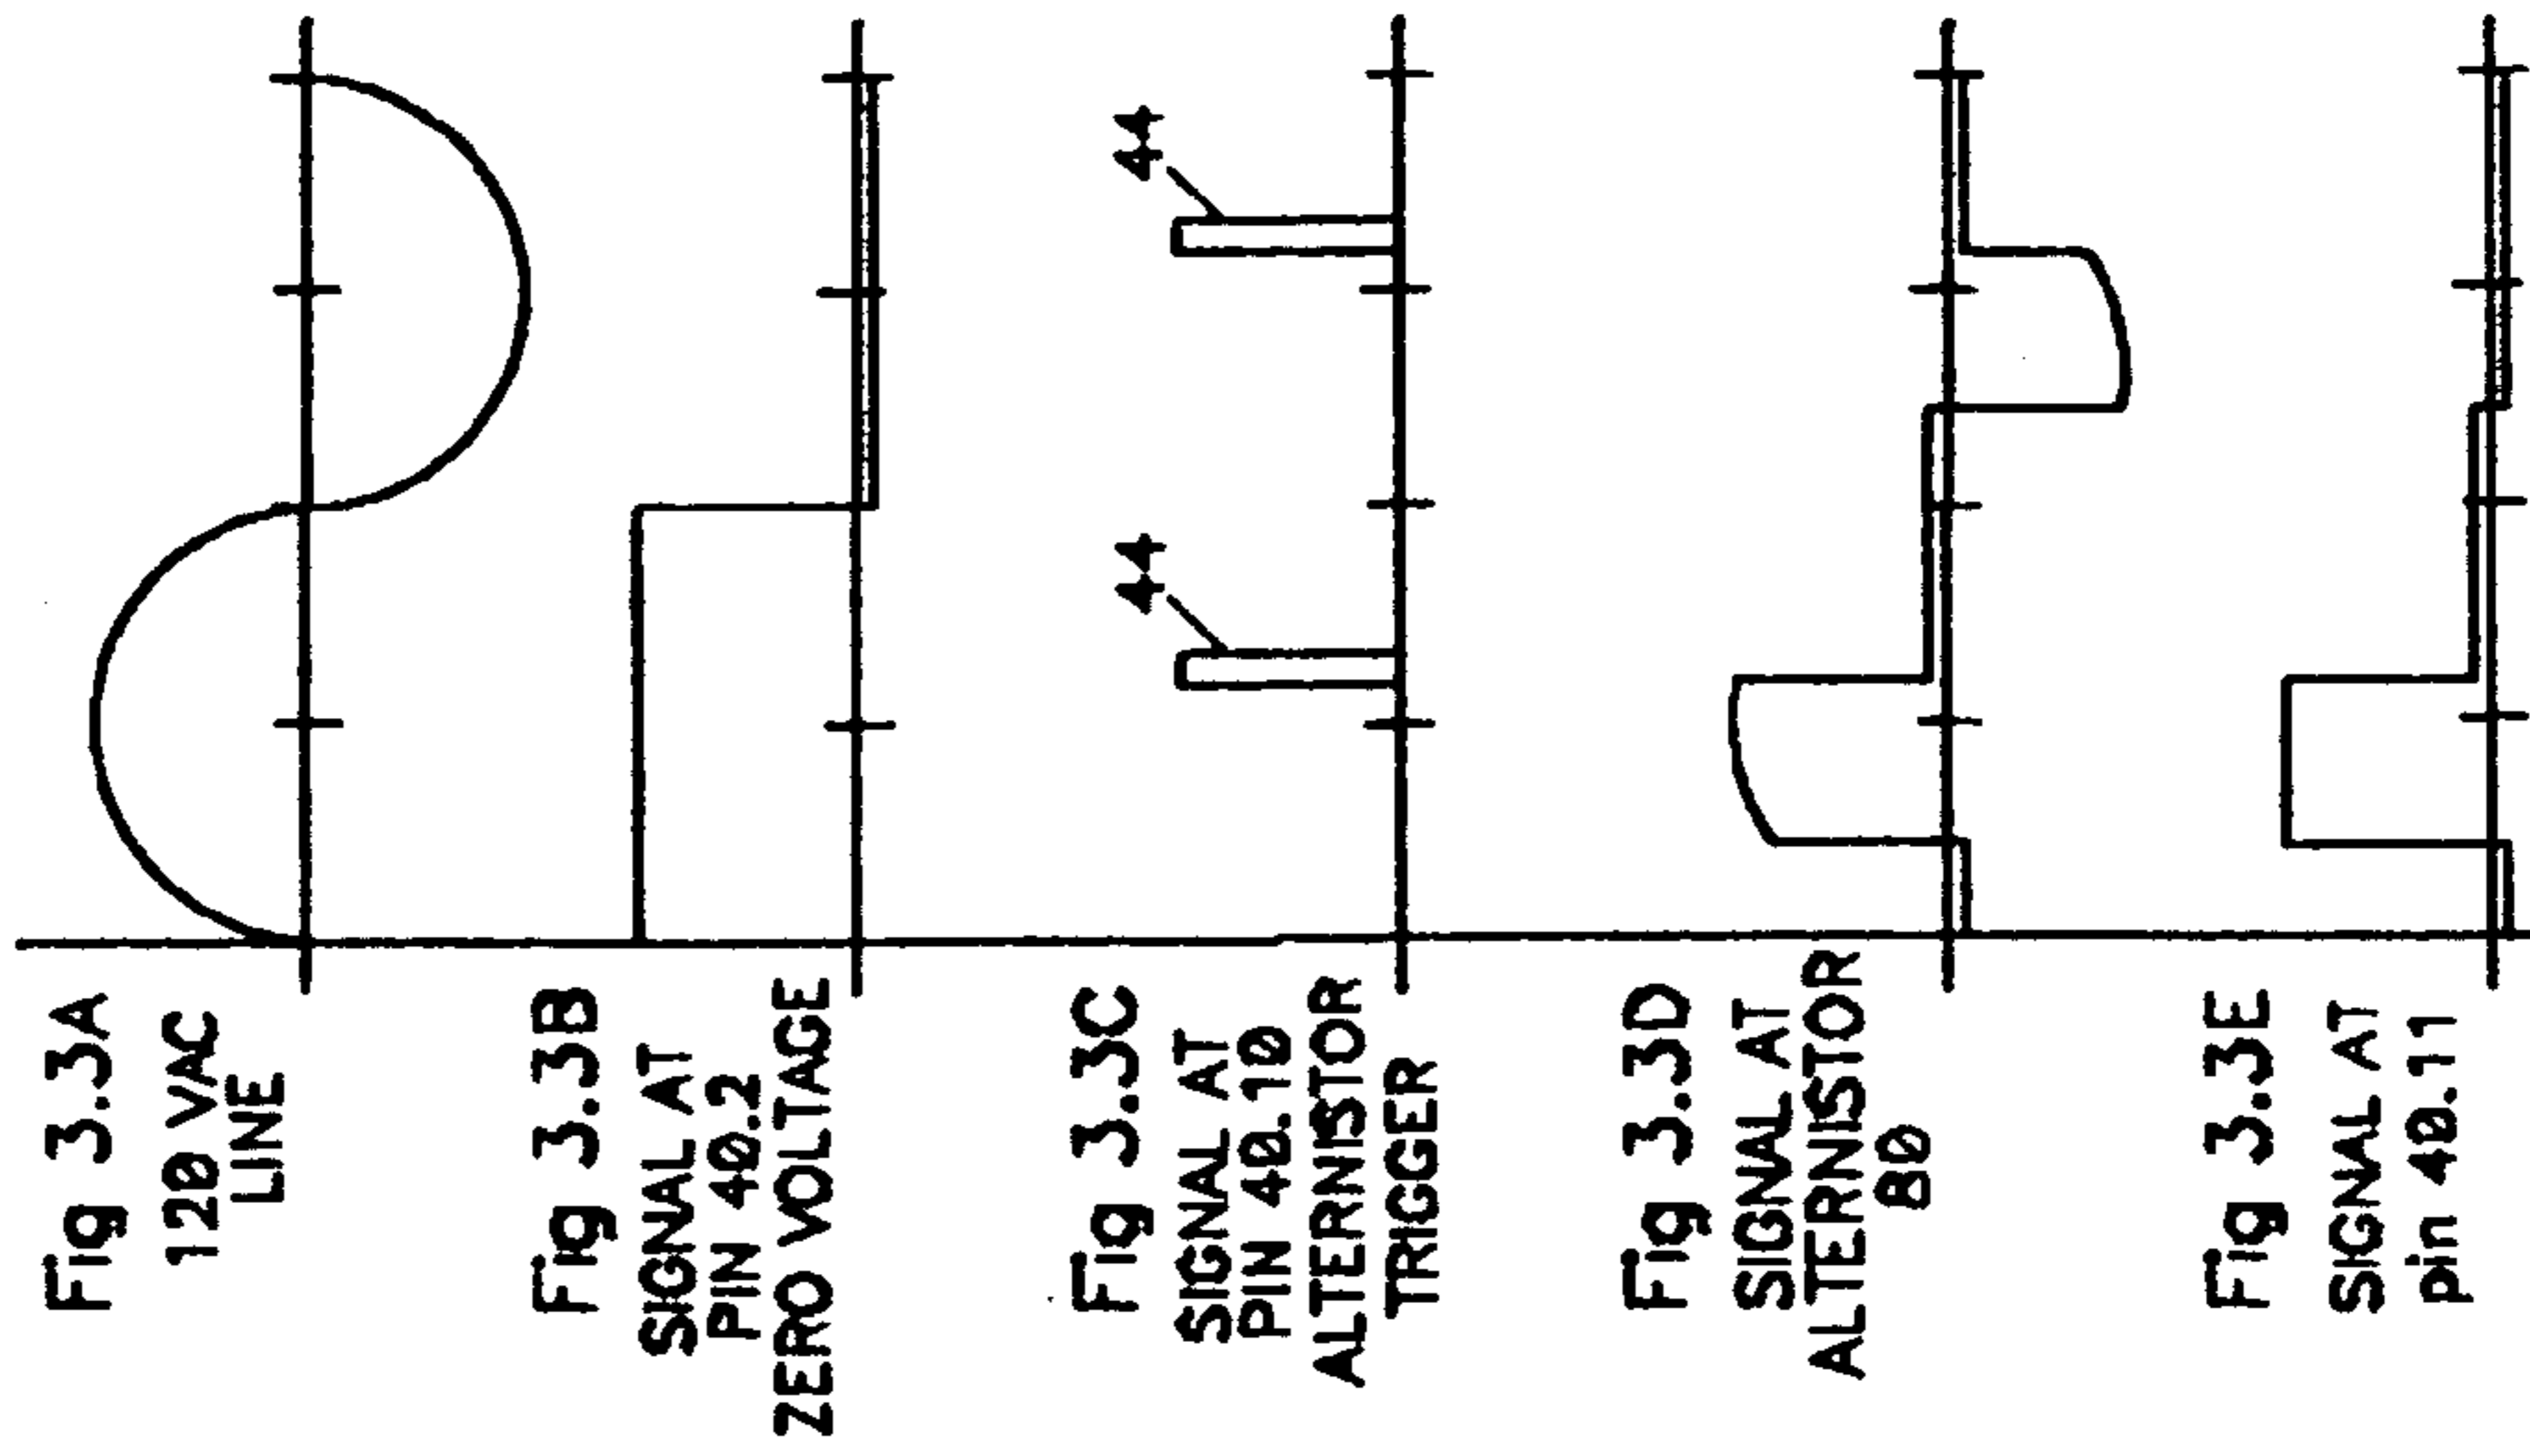 Fig 3.3A
120 VAC
LINE
Fig 3.3B
SIGNAL AT
PIN 40.2
ZERO VOLTAGE
Fig 3.3C
SIGNAL AT
PIN 40.10
ALTERNISTOR
TRIGGER
44
44
Fig 3.3D
SIGNAL AT
ALTERNISTOR
80
Fig 3.3E
SIGNAL AT
pin 40.11